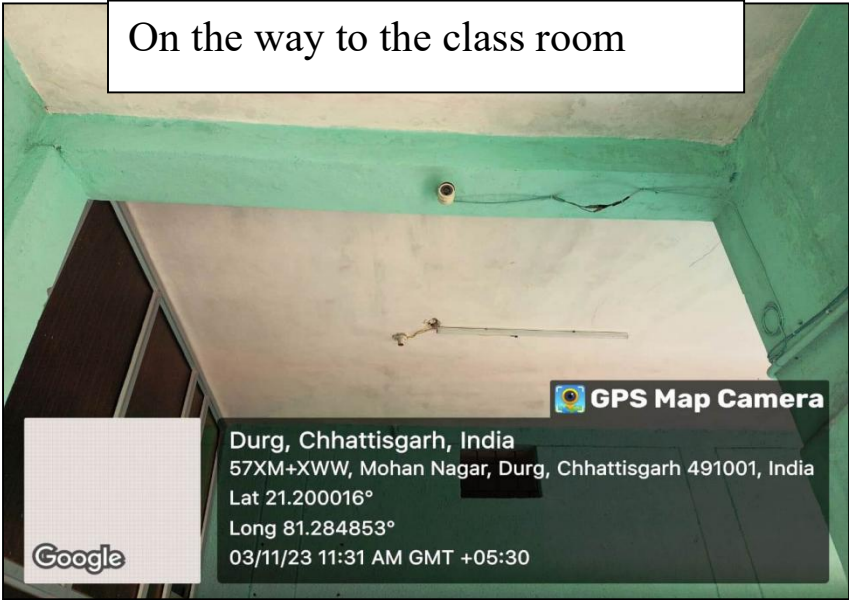 On the way to the class room
GPS Map Camera
Durg, Chhattisgarh, India
57XM+XWW, Mohan Nagar, Durg, Chhattisgarh 491001, India
Lat 21.200016°
Long 81.284853°
03/11/23 11:31 AM GMT +05:30
Google